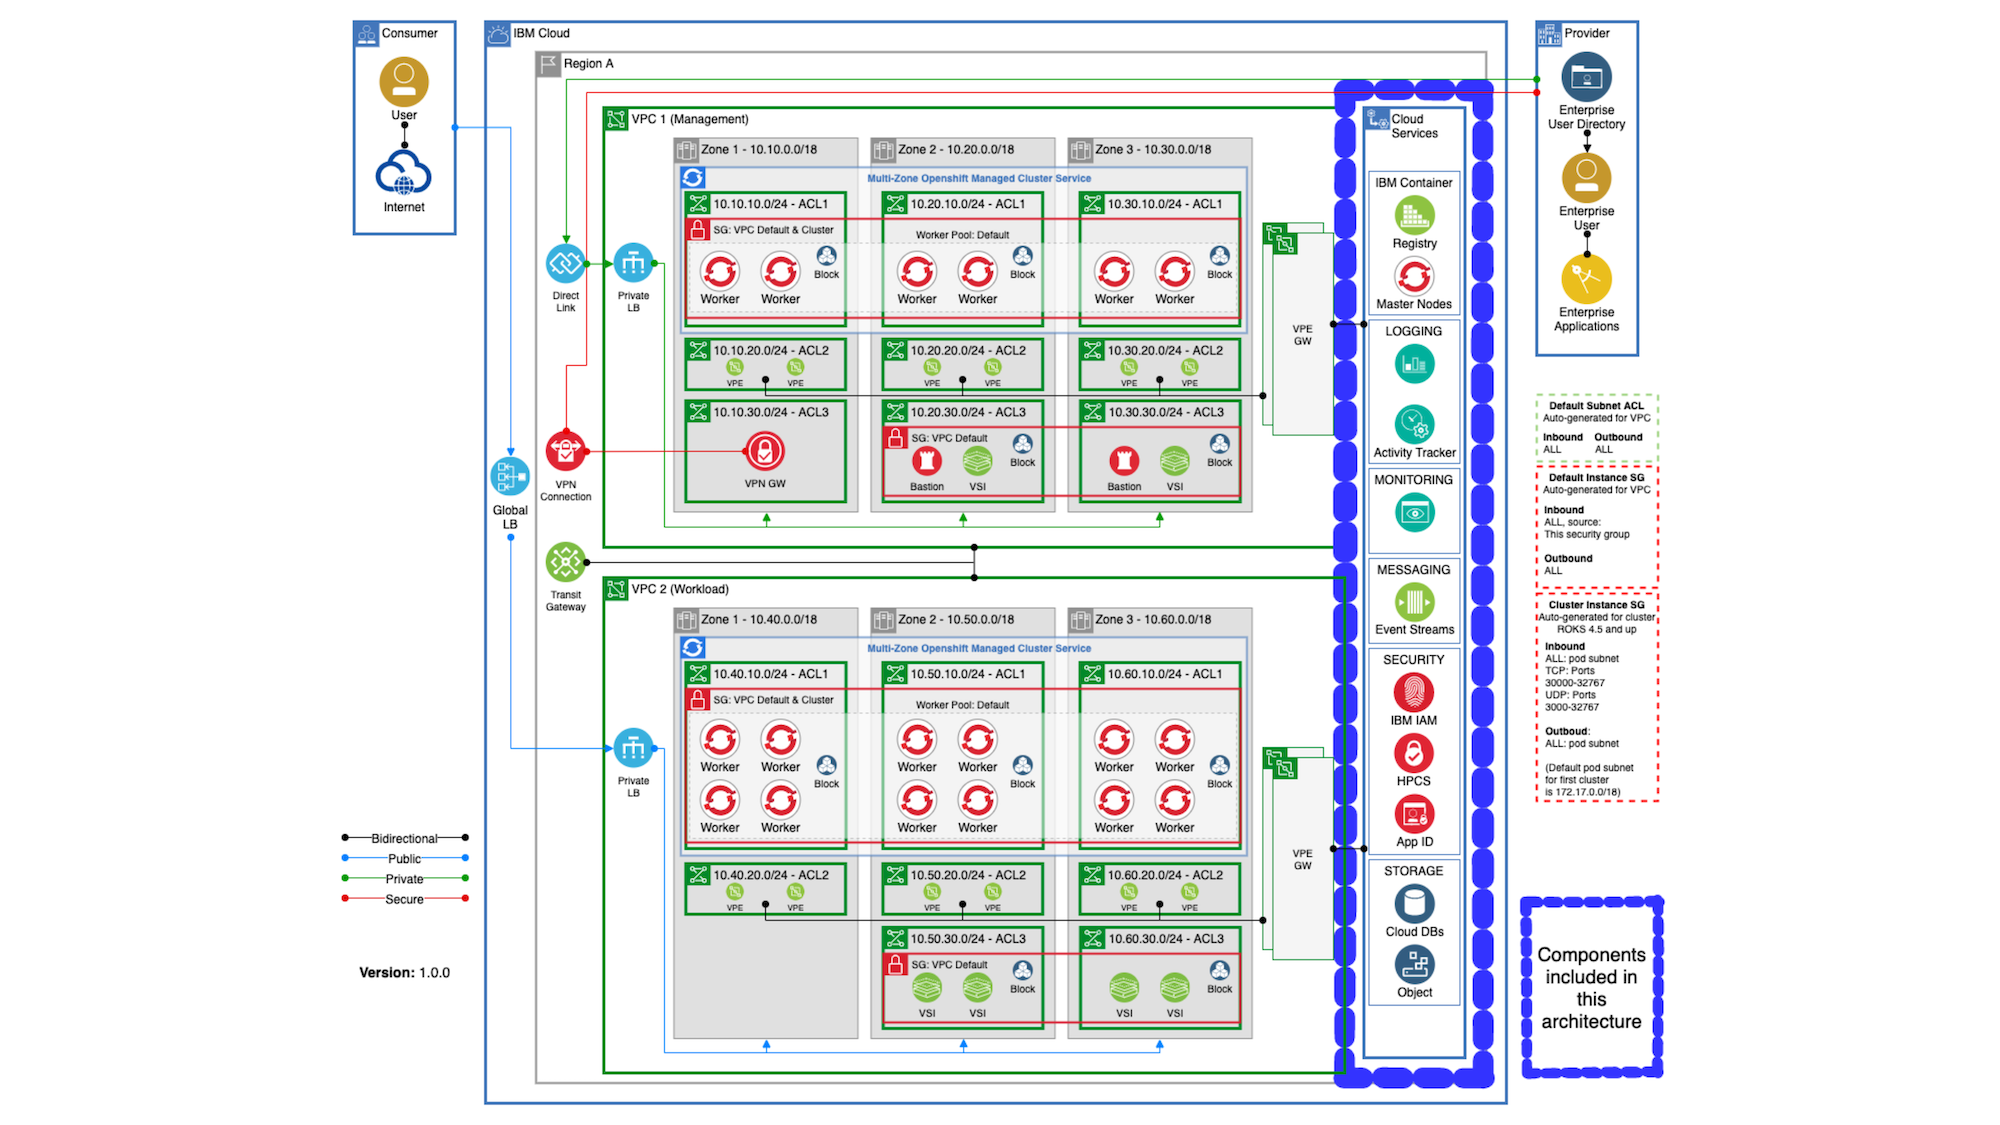 Consumer
User
Internet
IBM Cloud
Region A
Direct
Link
Private
LB
VPN
Connection
Global
LB
Transit
Gateway
Private
LB
VPC 1 (Management)
Zone 1 - 10.10.0.0/18
Zone 2 - 10.20.0.0/18
Zone 3 - 10.30.0.0/18
Multi-Zone Openshift Managed Cluster Service
10.10.10.0/24 - ACL1
10.20.10.0/24 - ACL1
10.30.10.0/24 - ACL1
SG: VPC Default & Cluster
Worker Pool: Default
Block
Block
Block
Worker
Worker
Worker
Worker
Worker
Worker
10.10.20.0/24 - ACL2
10.20.20.0/24 - ACL2
10.30.20.0/24 - ACL2
VPE
VPE
VPE
VPE
VPE
VPE
10.10.30.0/24 - ACL3
10.20.30.0/24 - ACL3
10.30.30.0/24 - ACL3
SG: VPC Default
Block
Block
VPN GW
Bastion
VSI
Bastion
VSI
VPE
GW
VPC 2 (Workload)
Zone 1 - 10.40.0.0/18
Zone 2 - 10.50.0.0/18
Zone 3 - 10.60.0.0/18
Multi-Zone Openshift Managed Cluster Service
10.40.10.0/24 - ACL1
10.50.10.0/24 - ACL1
10.60.10.0/24 - ACL1
SG: VPC Default & Cluster
Worker Pool: Default
Worker
Worker
Worker
Worker
Worker
Worker
Block
Block
Block
Worker
Worker
Worker
Worker
Worker
Worker
10.40.20.0/24 - ACL2
10.50.20.0/24 - ACL2
10.60.20.0/24 - ACL2
VPE
VPE
VPE
VPE
VPE
VPE
10.50.30.0/24 - ACL3
10.60.30.0/24 - ACL3
SG: VPC Default
Block
Block
VSI
VSI
VSI
VSI
VPE
GW
Cloud
Services
IBM Container
Registry
Master Nodes
LOGGING
Activity Tracker
MONITORING
MESSAGING
Event Streams
SECURITY
IBM IAM
HPCS
App ID
STORAGE
Cloud DBs
Object
Provider
Enterprise
User Directory
Enterprise
User
Enterprise
Applications
Default Subnet ACL
Auto-generated for VPC
Inbound Outbound
ALL ALL
Default Instance SG
Auto-generated for VPC
Inbound
ALL, source:
This security group
Outbound
ALL
Cluster Instance SG
Auto-generated for cluster
ROKS 4.5 and up
Inbound
ALL: pod subnet
TCP: Ports
30000-32767
UDP: Ports
3000-32767
Outboud:
ALL: pod subnet
(Default pod subnet
for first cluster
is 172.17.0.0/18)
Components
included in
this
architecture
Bidirectional
Public
Private
Secure
Version: 1.0.0